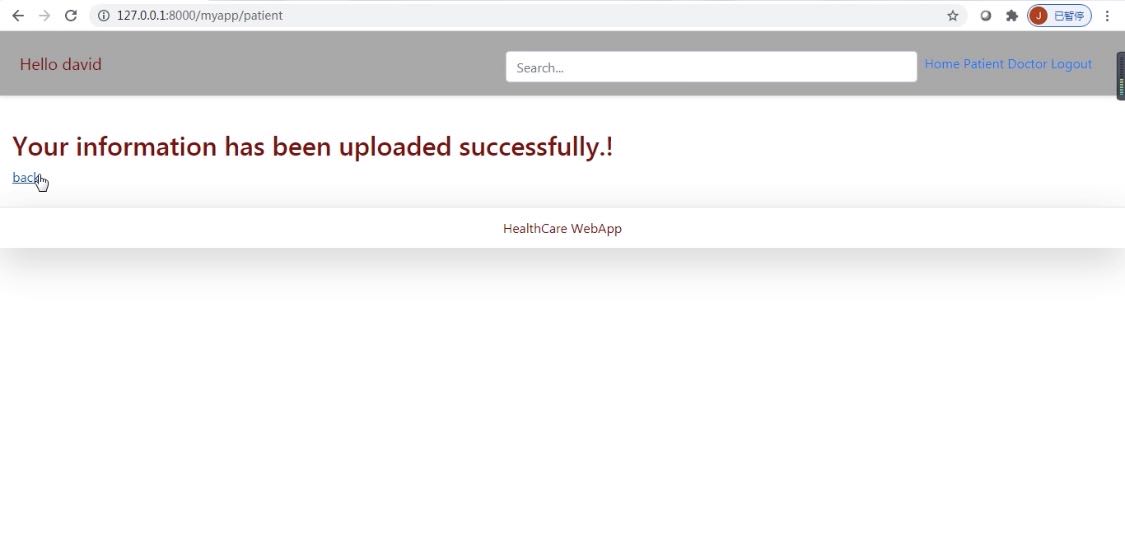 127.0.0.1:8000/myapp/patient
J 已暂停
Hello david
Search...
Home Patient Doctor Logout
Your information has been uploaded successfully.!
back
HealthCare WebApp